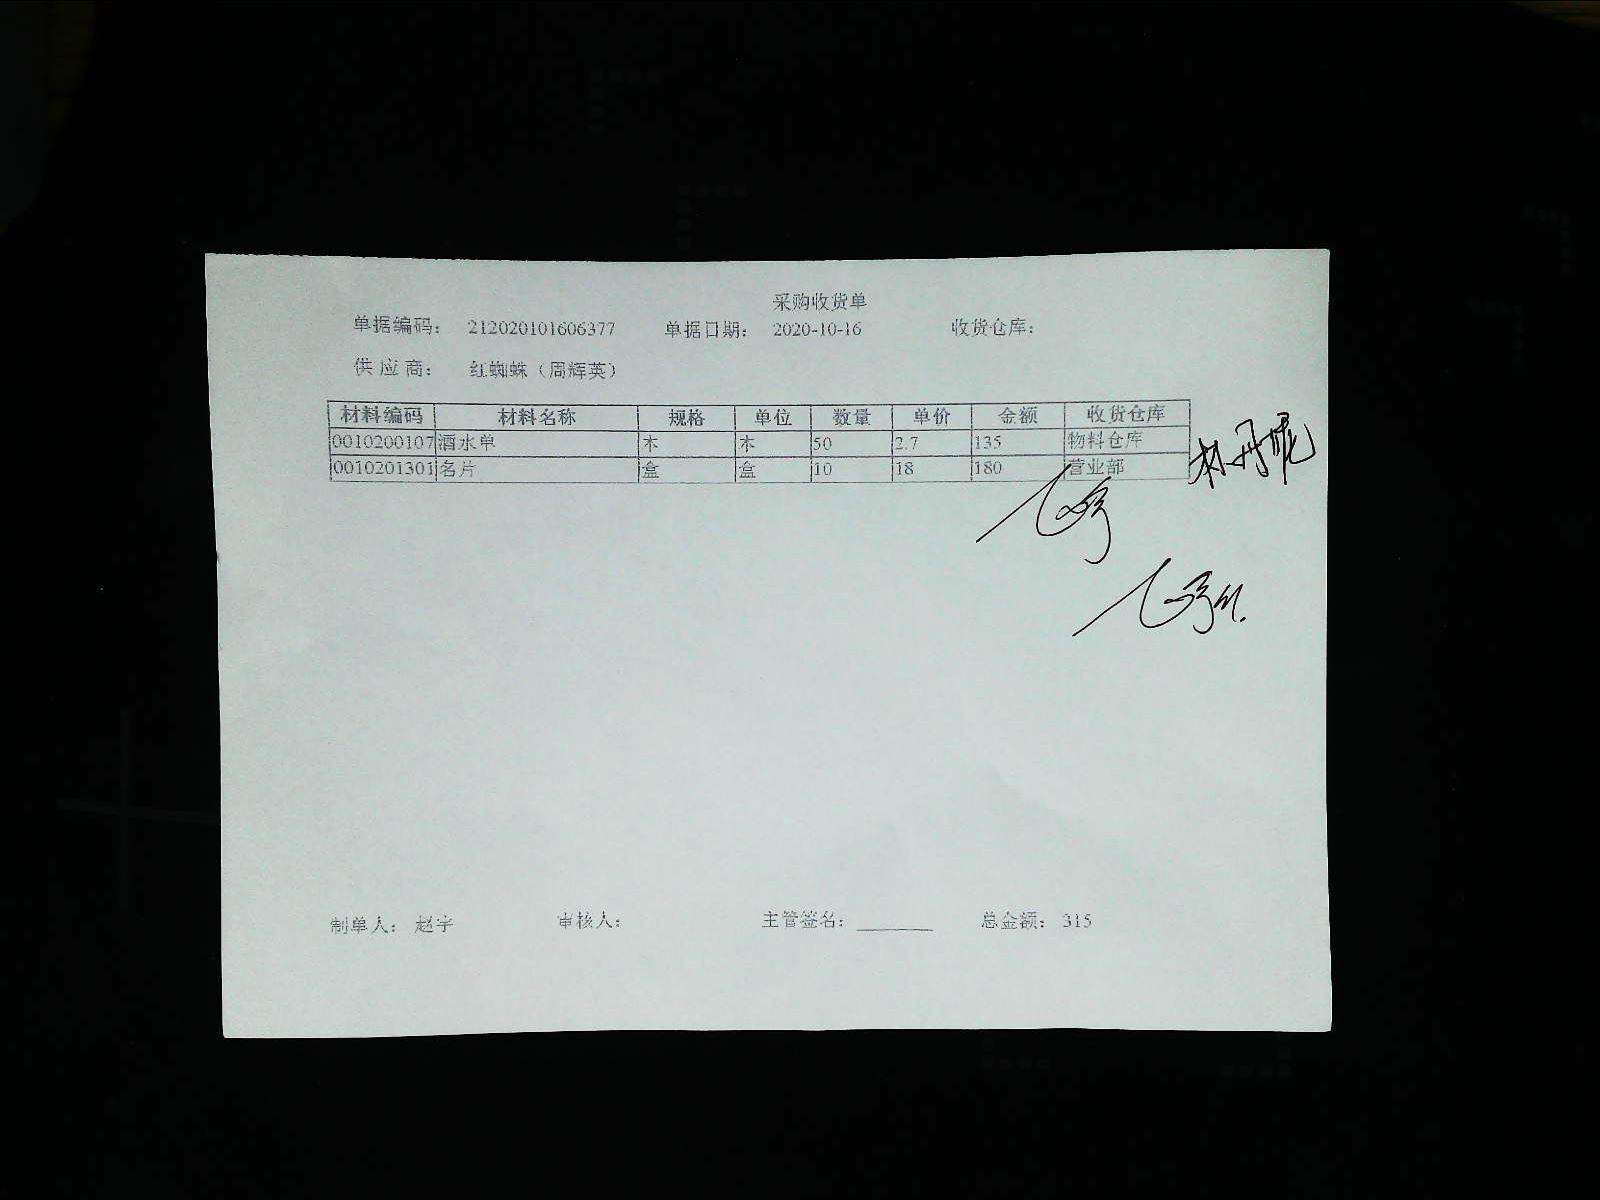 采购收货单
单据编码： 212020101606377 单据日期： 2020-10-16 收货仓库：
供应商： 红蜘蛛（周辉英）
材料编码 材料名称 规格 单位 数量 单价 金额 收货仓库
0010200107 酒水单 本 本 50 2.7 135 物料仓库
0010201301 名片 盒 盒 10 18 180 营业部
制单人： 赵宇 审核人： 主管签名： 总金额： 315